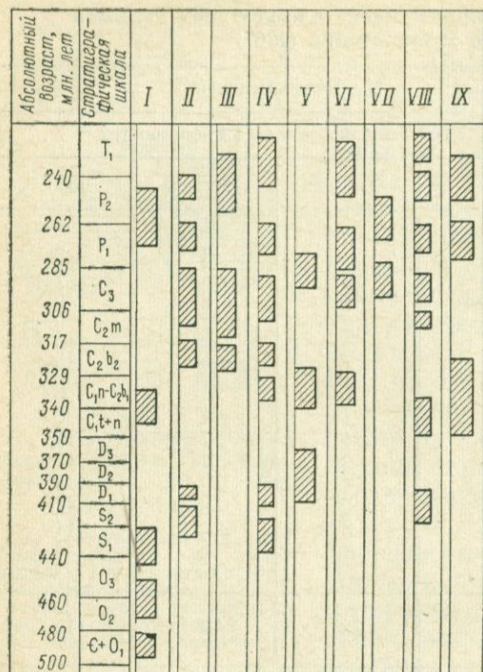 Абсолютный
возраст,
млн. лет
Стратигра-
фическая
шкала
I
II
III
IV
V
VI
VII
VIII
IX
T₁
240
P₂
262
P₁
285
C₃
306
C₂m
317
C₂b₂
329
C₁n-C₂b₁
340
C₁t+n
350
D₃
370
D₂
390
D₁
410
S₂
S₁
440
O₃
460
O₂
480
Є+O₁
500